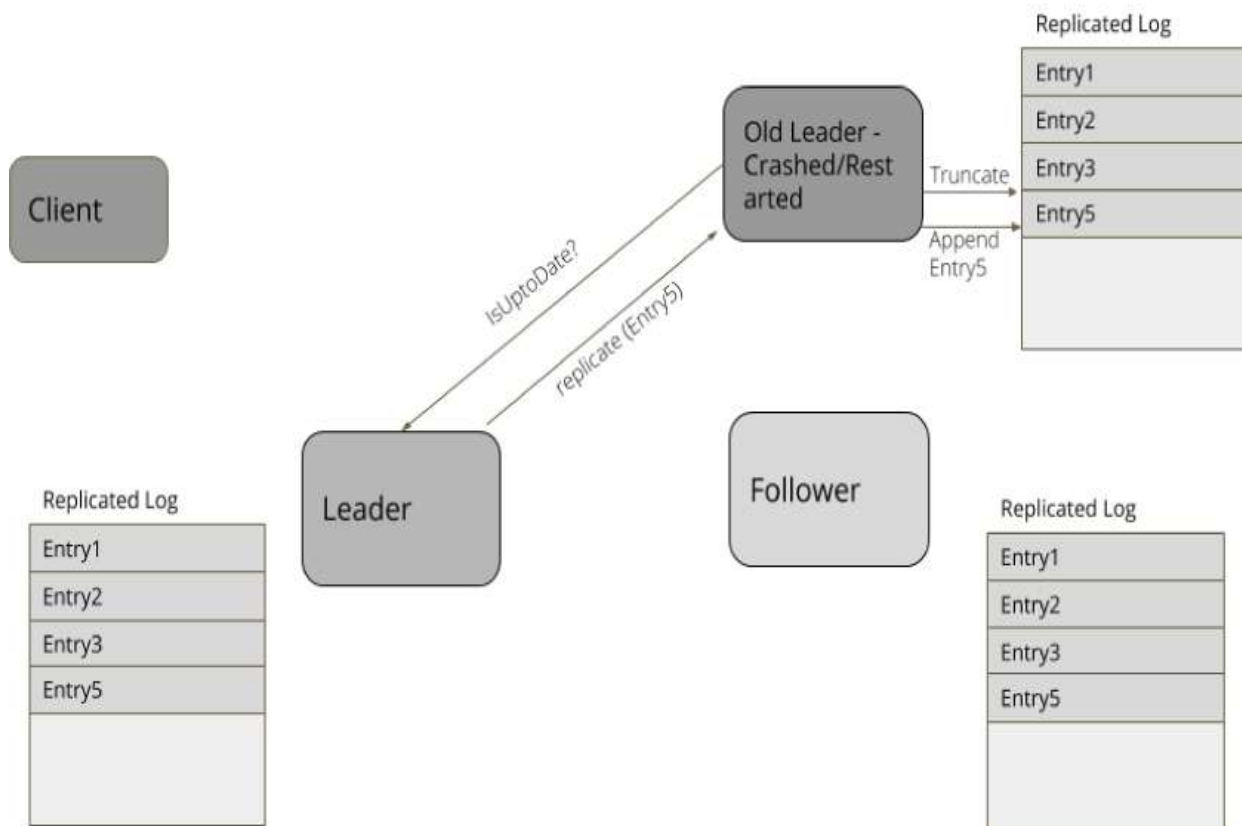 Replicated Log
Entry1
Entry2
Entry3
Entry5
Old Leader -
Crashed/Rest
arted
Truncate
Append
Entry5
Client
IsUptoDate?
replicate (Entry5)
Leader
Follower
Replicated Log
Entry1
Entry2
Entry3
Entry5
Replicated Log
Entry1
Entry2
Entry3
Entry5